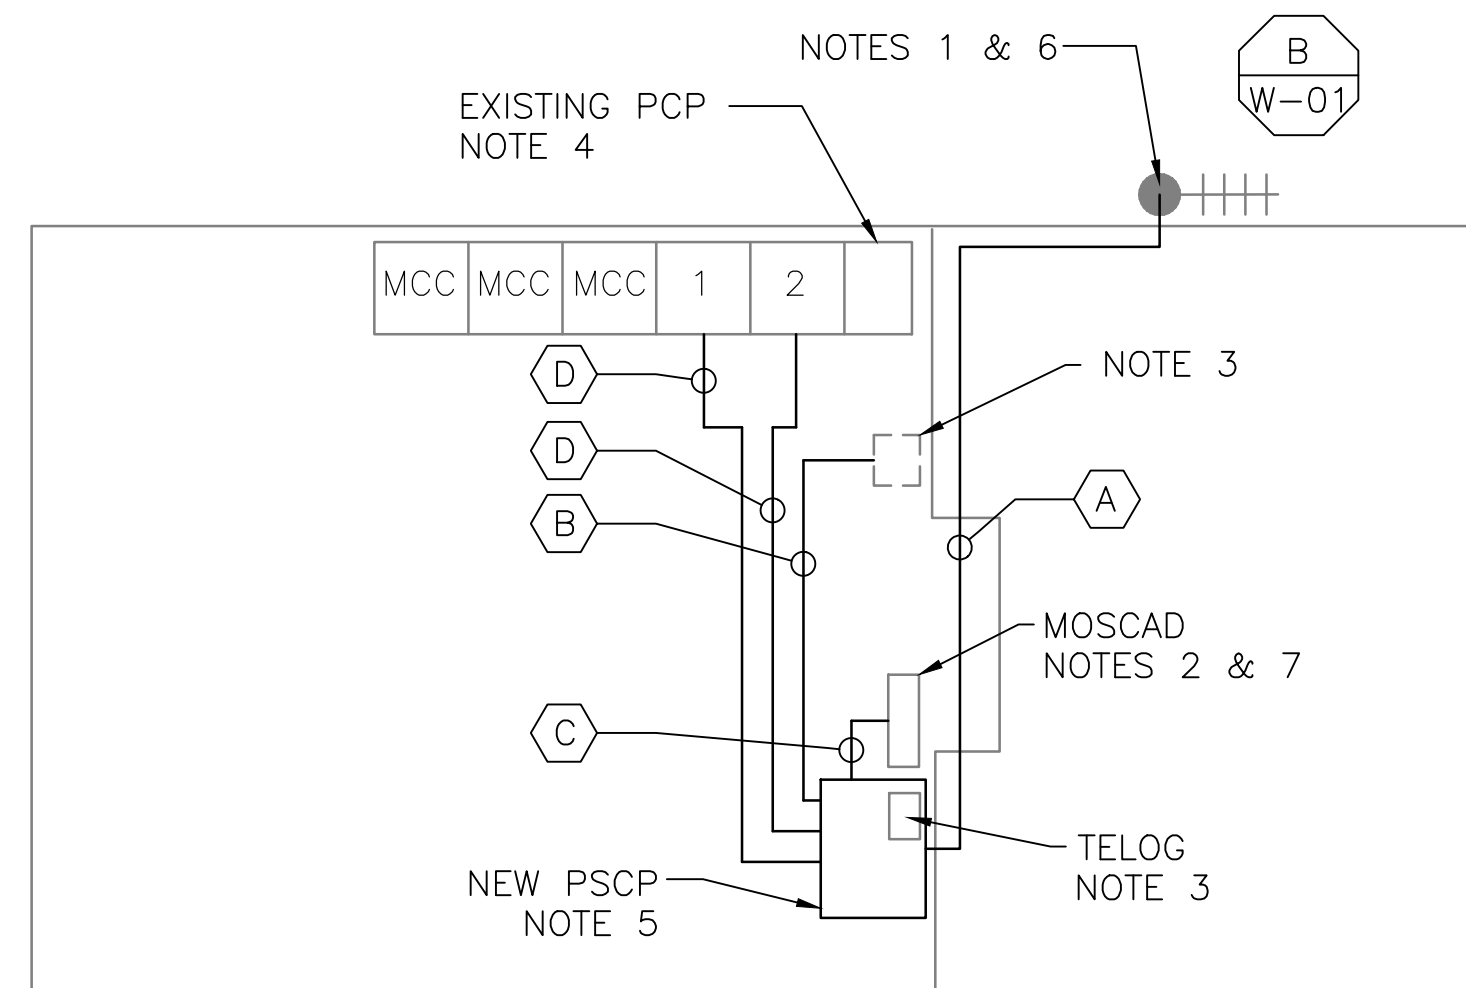 NOTES 1 & 6
B
W-01
EXISTING PCP
NOTE 4
MCC MCC MCC 1 2
D
NOTE 3
D
A
B
MOSCAD
NOTES 2 & 7
C
TELOG
NOTE 3
NEW PSCP
NOTE 5